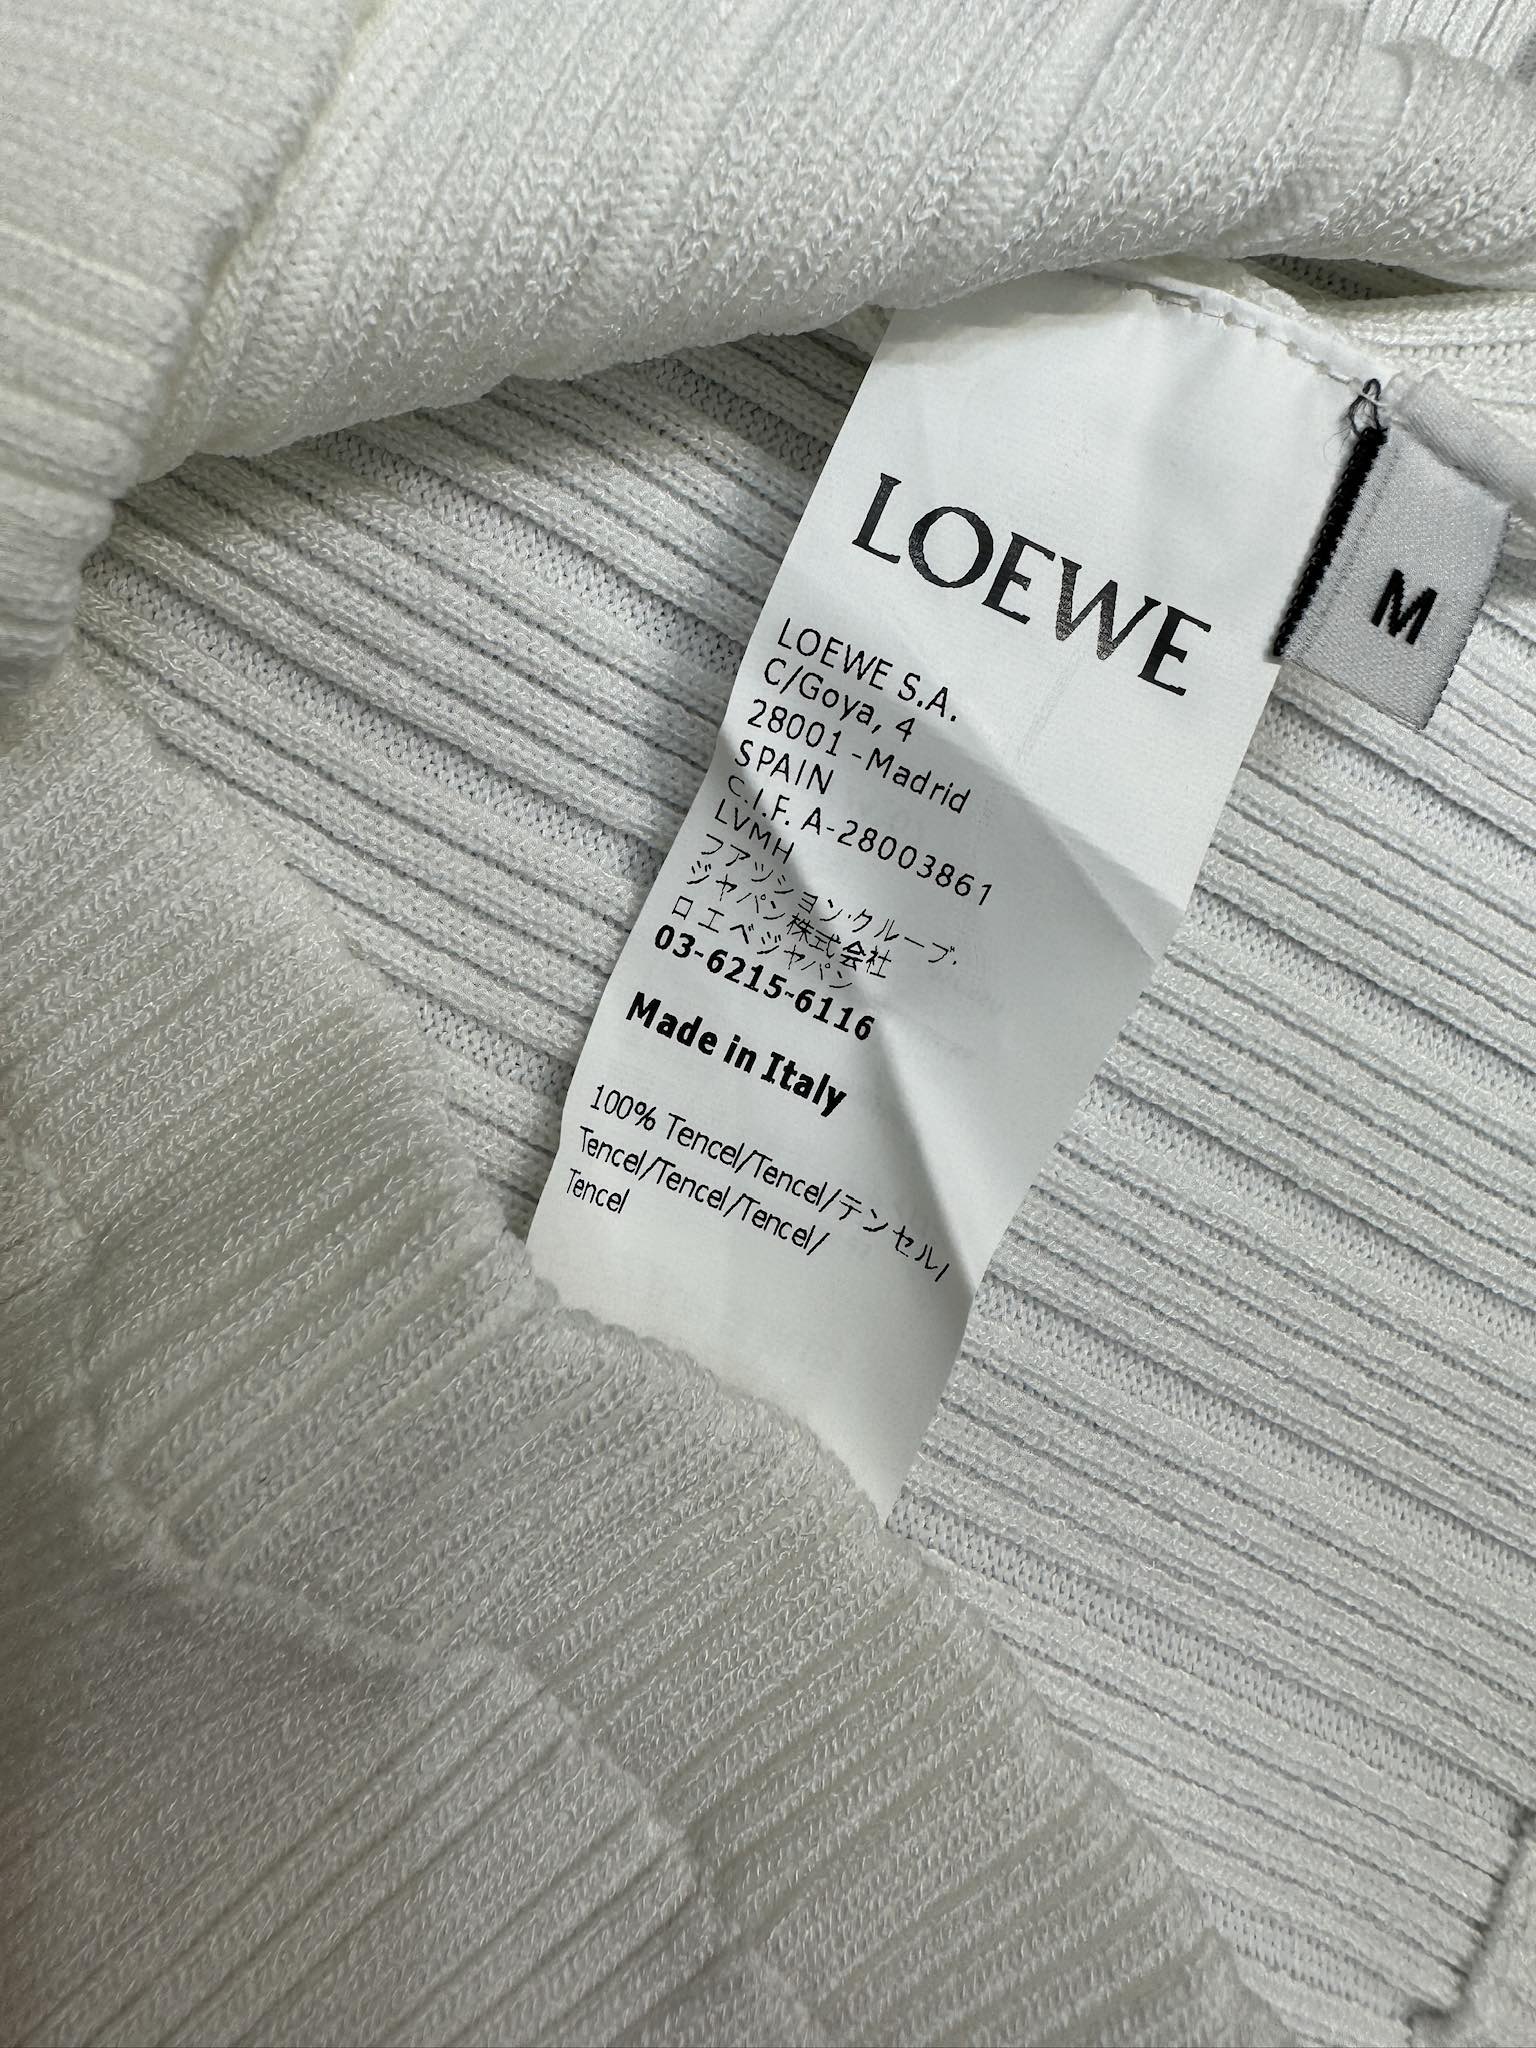 LOEWE
LOEWE S.A.
C/Goya, 4
28001 - Madrid
SPAIN
C.I.F. A-28003861
LVMH
ファッション・グループ・
ジャパン株式会社
ロエベジャパン
03-6215-6116
Made in Italy
100% Tencel/Tencel/テンセル/
Tencel/Tencel/Tencel/
Tencel
M